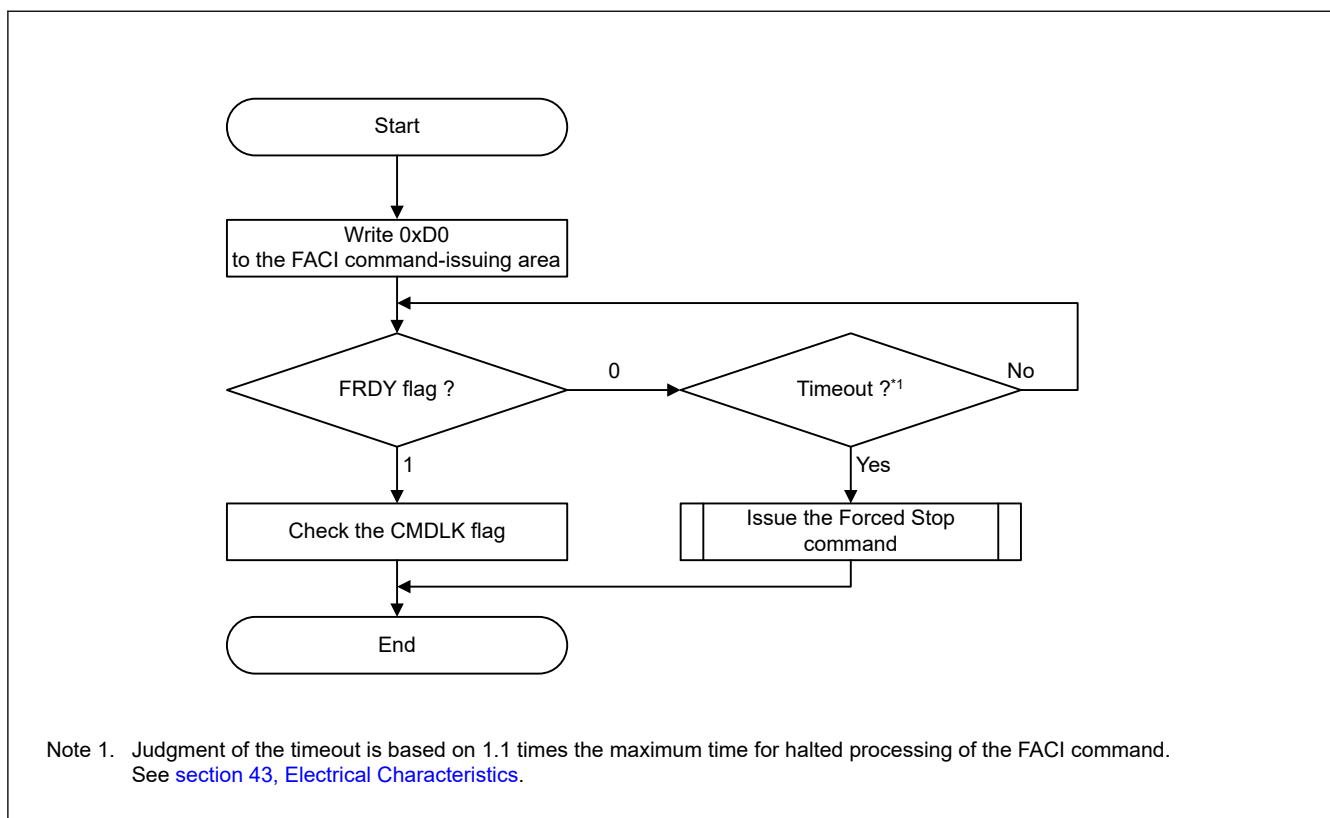 Start
Write 0xD0
to the FACI command-issuing area
FRDY flag ?
0
Timeout ?*1
No
1
Yes
Check the CMDLK flag
Issue the Forced Stop
command
End
Note 1. Judgment of the timeout is based on 1.1 times the maximum time for halted processing of the FACI command.
See section 43, Electrical Characteristics.